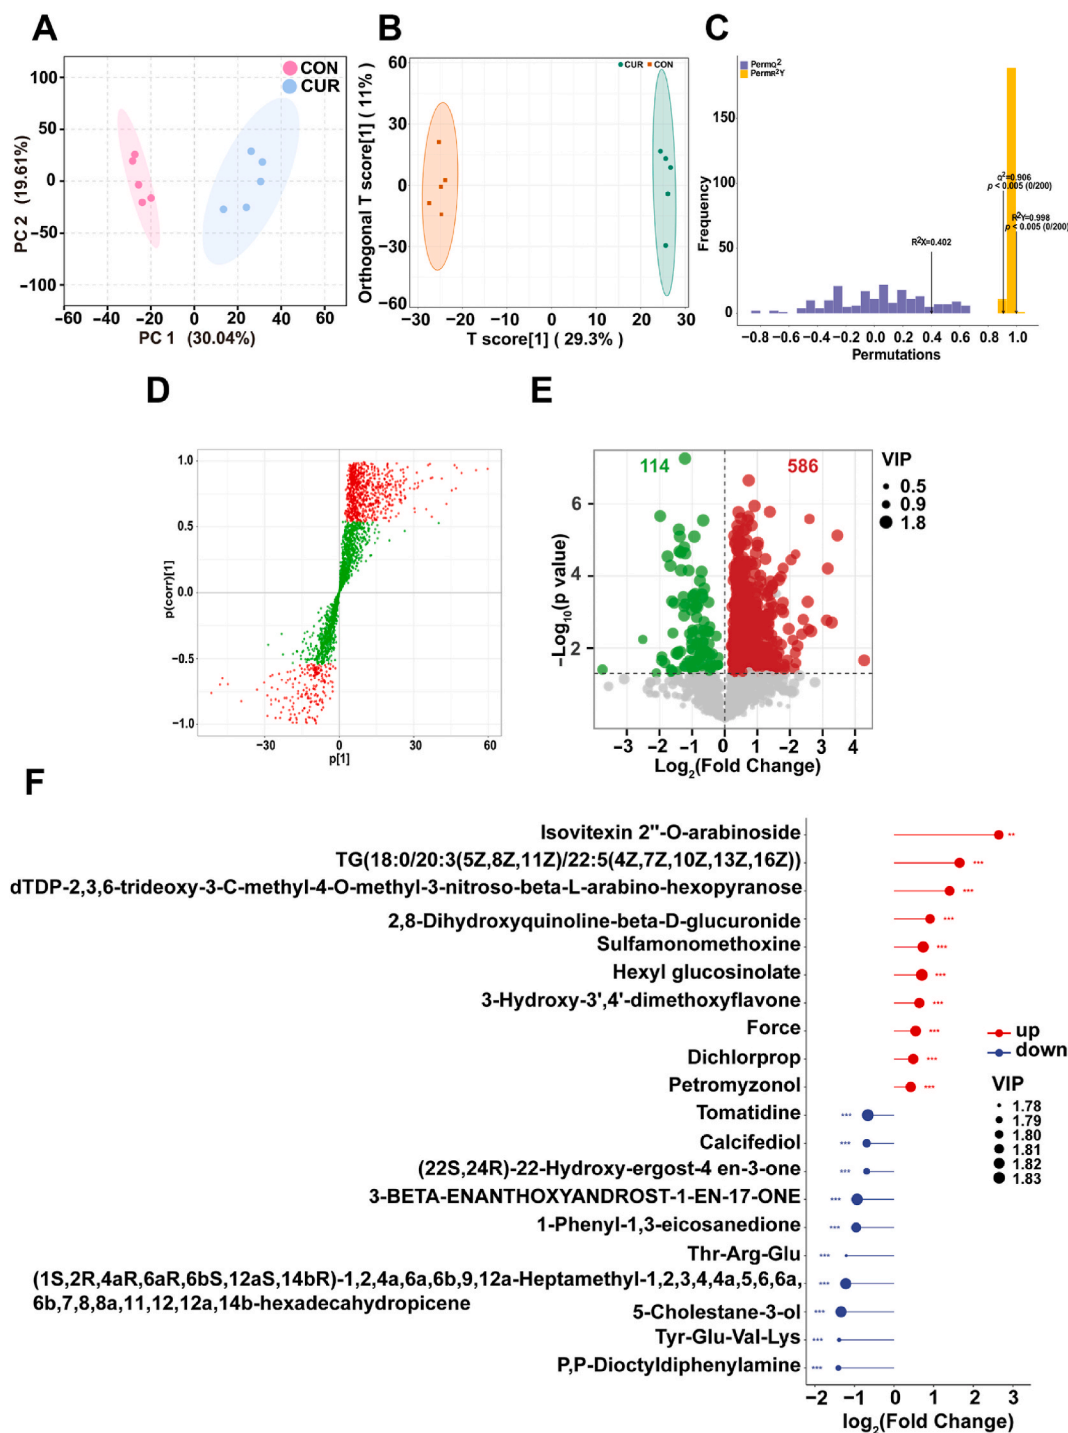 A
B
C
CON
CUR
100
50
0
−50
−100
PC 2 (19.61%)
−60 −40 −20 0 20 40 60 80
PC 1 (30.04%)
CUR CON
60
30
0
−30
−60
Orthogonal T score[1] ( 11% )
−30 −20 −10 0 10 20 30
T score[1] ( 29.3% )
PermQ²
PermR²Y
150
100
50
0
Frequency
Q²=0.906
p < 0.005 (0/200)
R²Y=0.998
p < 0.005 (0/200)
R²X=0.402
−0.8 −0.6 −0.4 −0.2 0.0 0.2 0.4 0.6 0.8 1.0
Permutations
D
E
1.0
0.5
0.0
−0.5
−1.0
p(corr)[1]
−30 0 30 60
p[1]
114 586
6
4
2
−Log₁₀(p value)
−3 −2 −1 0 1 2 3 4
Log₂(Fold Change)
VIP
0.5
0.9
1.8
F
Isovitexin 2"-O-arabinoside **
TG(18:0/20:3(5Z,8Z,11Z)/22:5(4Z,7Z,10Z,13Z,16Z)) ***
dTDP-2,3,6-trideoxy-3-C-methyl-4-O-methyl-3-nitroso-beta-L-arabino-hexopyranose ***
2,8-Dihydroxyquinoline-beta-D-glucuronide ***
Sulfamonomethoxine ***
Hexyl glucosinolate ***
3-Hydroxy-3',4'-dimethoxyflavone ***
Force ***
Dichlorprop ***
Petromyzonol ***
Tomatidine ***
Calcifediol ***
(22S,24R)-22-Hydroxy-ergost-4 en-3-one ***
3-BETA-ENANTHOXYANDROST-1-EN-17-ONE ***
1-Phenyl-1,3-eicosanedione ***
Thr-Arg-Glu ***
(1S,2R,4aR,6aR,6bS,12aS,14bR)-1,2,4a,6a,6b,9,12a-Heptamethyl-1,2,3,4,4a,5,6,6a, ***
6b,7,8,8a,11,12,12a,14b-hexadecahydropicene
5-Cholestane-3-ol ***
Tyr-Glu-Val-Lys ***
P,P-Dioctyldiphenylamine ***
up
down
VIP
1.78
1.79
1.80
1.81
1.82
1.83
−2 −1 0 1 2 3
log₂(Fold Change)